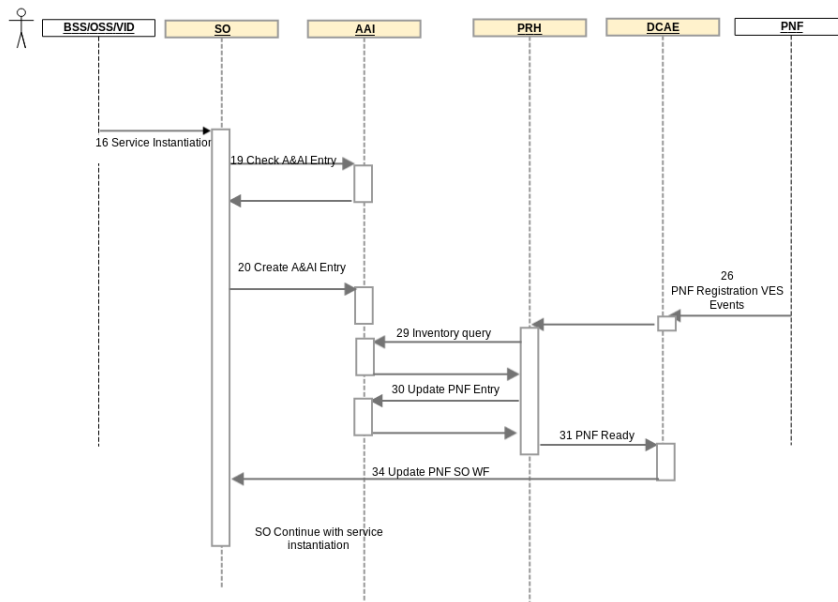 BSS/OSS/VID
SO
AAI
PRH
DCAE
PNF
16 Service Instantiation
19 Check A&AI Entry
20 Create A&AI Entry
26
PNF Registration VES
Events
29 Inventory query
30 Update PNF Entry
31 PNF Ready
34 Update PNF SO WF
SO Continue with service
instantiation